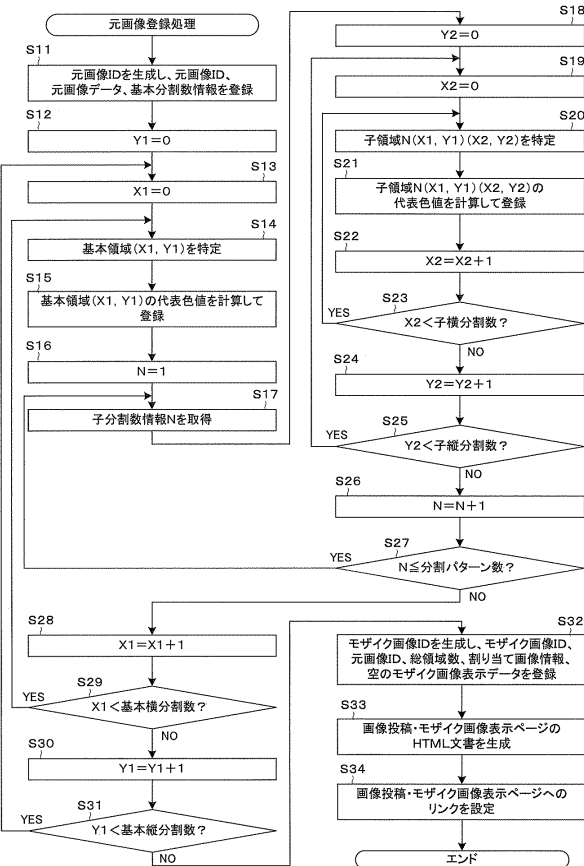 元画像登録処理
S11
元画像IDを生成し、元画像ID、
元画像データ、基本分割数情報を登録
S12
Y1=0
S13
X1=0
S14
基本領域(X1, Y1)を特定
S15
基本領域(X1, Y1)の代表色値を計算して
登録
S16
N=1
S17
子分割数情報Nを取得
S18
Y2=0
S19
X2=0
S20
子領域N(X1, Y1)(X2, Y2)を特定
S21
子領域N(X1, Y1)(X2, Y2)の
代表色値を計算して登録
S22
X2=X2+1
S23
YES
X2<子横分割数?
NO
S24
Y2=Y2+1
S25
YES
Y2<子縦分割数?
NO
S26
N=N+1
S27
YES
N≦分割パターン数?
NO
S28
X1=X1+1
S29
YES
X1<基本横分割数?
NO
S30
Y1=Y1+1
S31
YES
Y1<基本縦分割数?
NO
S32
モザイク画像IDを生成し、モザイク画像ID、
元画像ID、総領域数、割り当て画像情報、
空のモザイク画像表示データを登録
S33
画像投稿・モザイク画像表示ページの
HTML文書を生成
S34
画像投稿・モザイク画像表示ページへの
リンクを設定
エンド